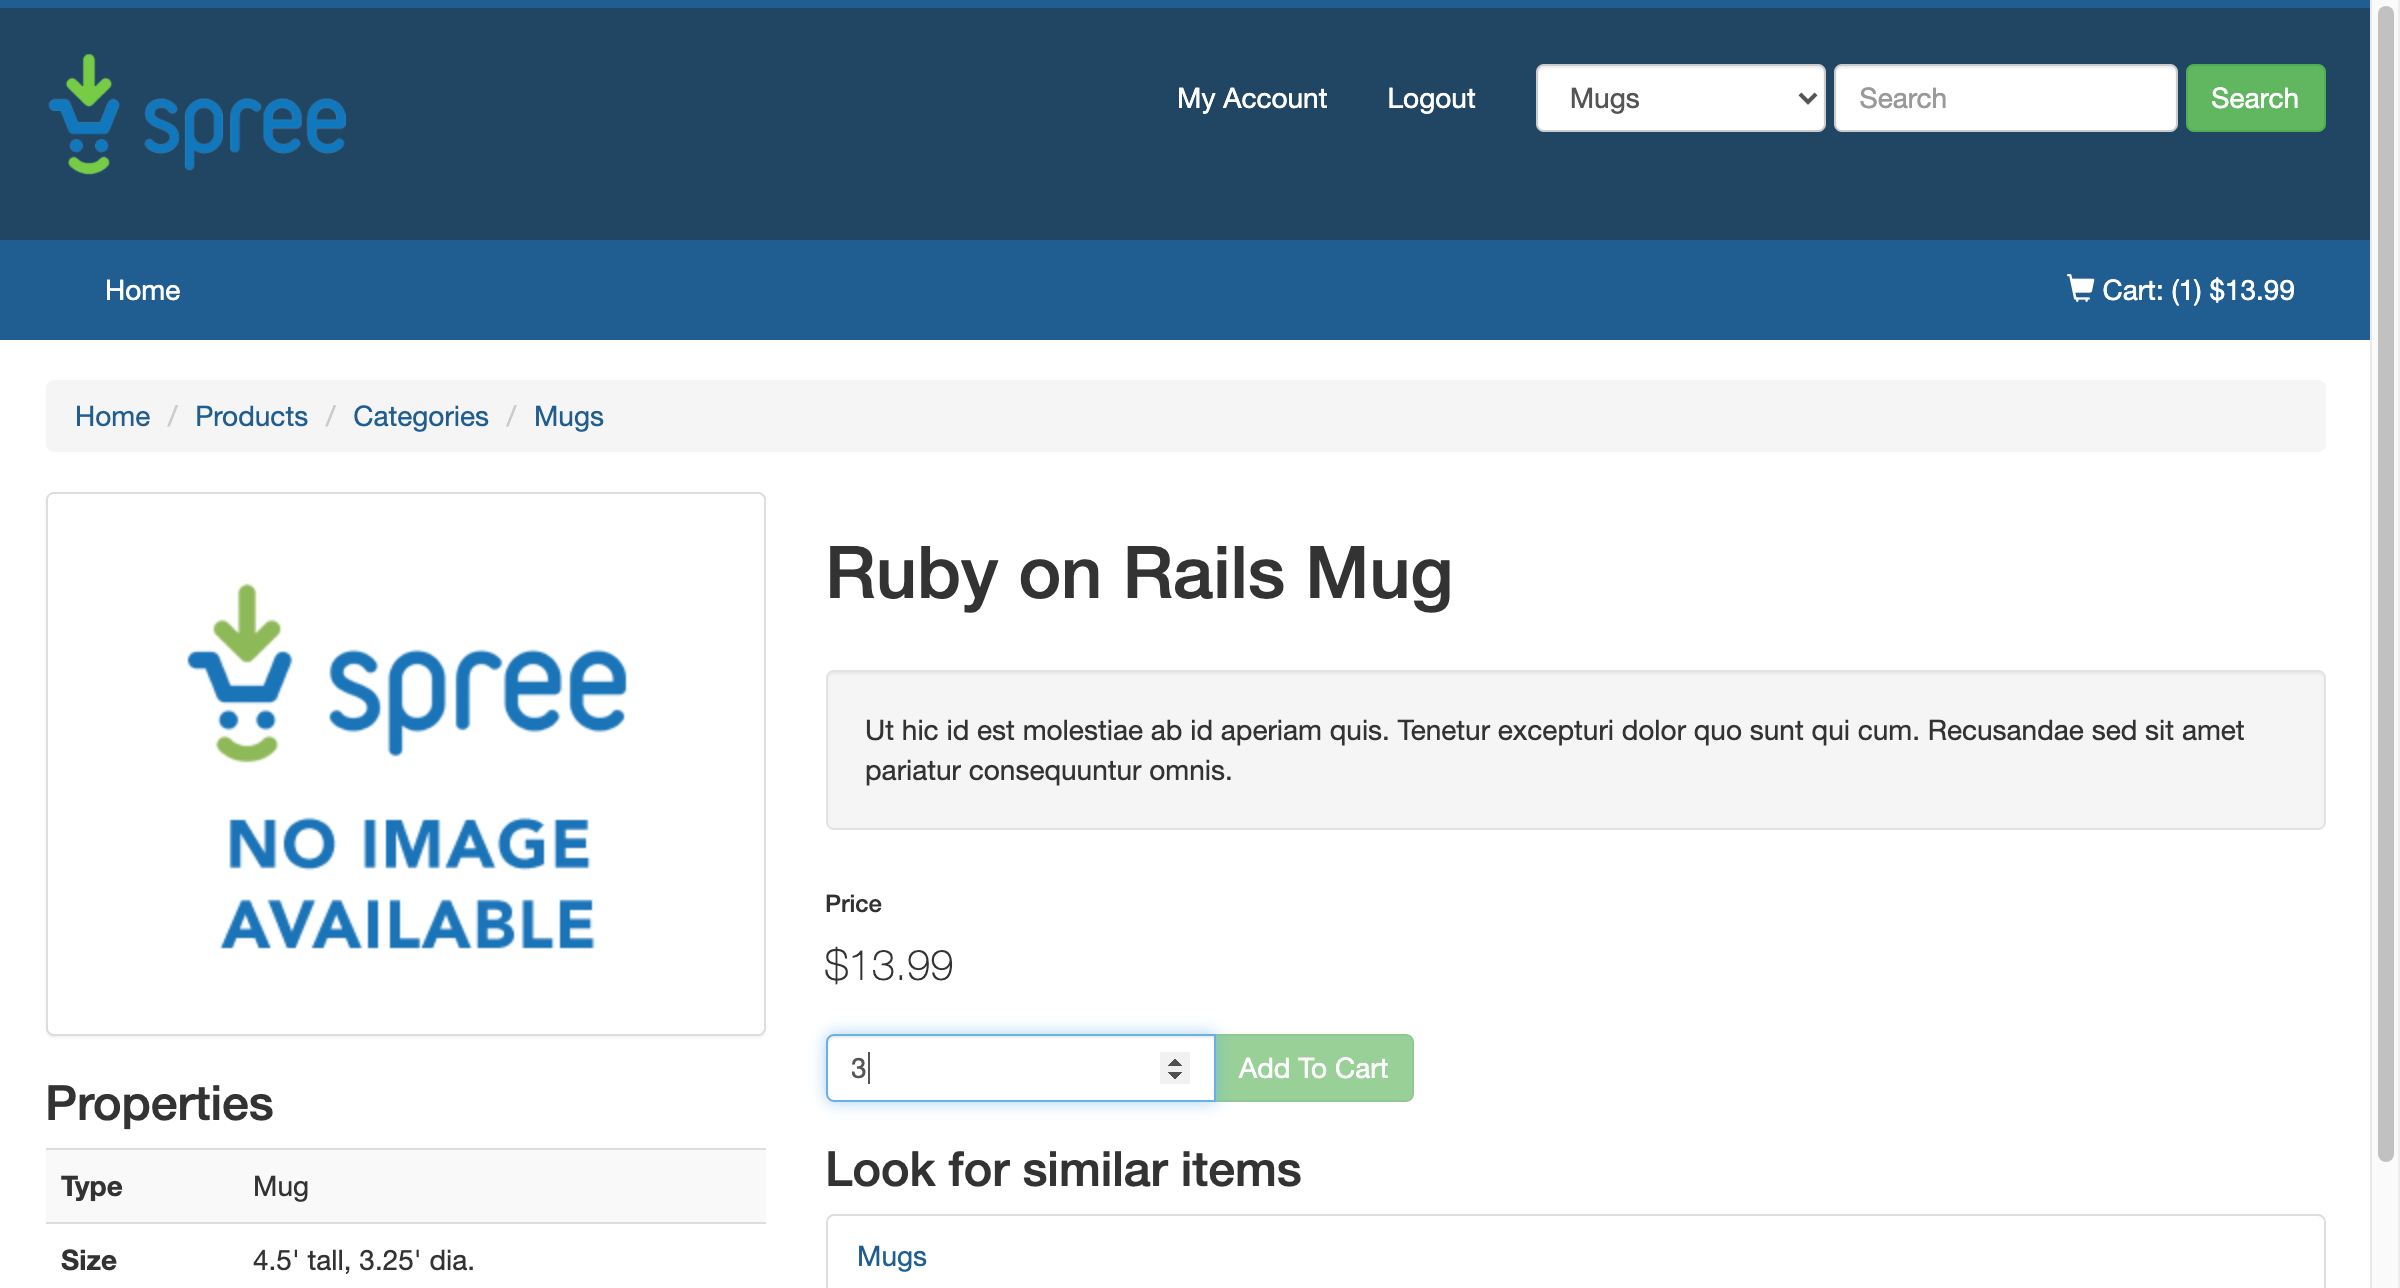 spree
My Account
Logout
Mugs
Search
Search
Home
Cart: (1) $13.99
Home / Products / Categories / Mugs
spree
NO IMAGE
AVAILABLE
Ruby on Rails Mug
Ut hic id est molestiae ab id aperiam quis. Tenetur excepturi dolor quo sunt qui cum. Recusandae sed sit amet
pariatur consequuntur omnis.
Price
$13.99
3
Add To Cart
Properties
Type Mug
Size 4.5' tall, 3.25' dia.
Look for similar items
Mugs